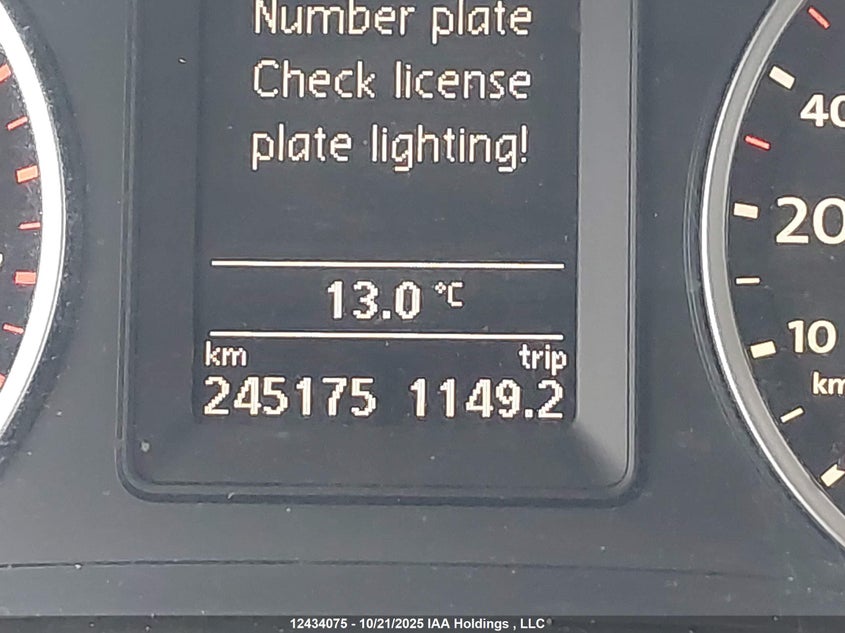 Number plate
Check license
plate lighting!
13.0 °C
km trip
245175 1149.2
40
20
10
km
12434075 - 10/21/2025 IAA Holdings , LLC